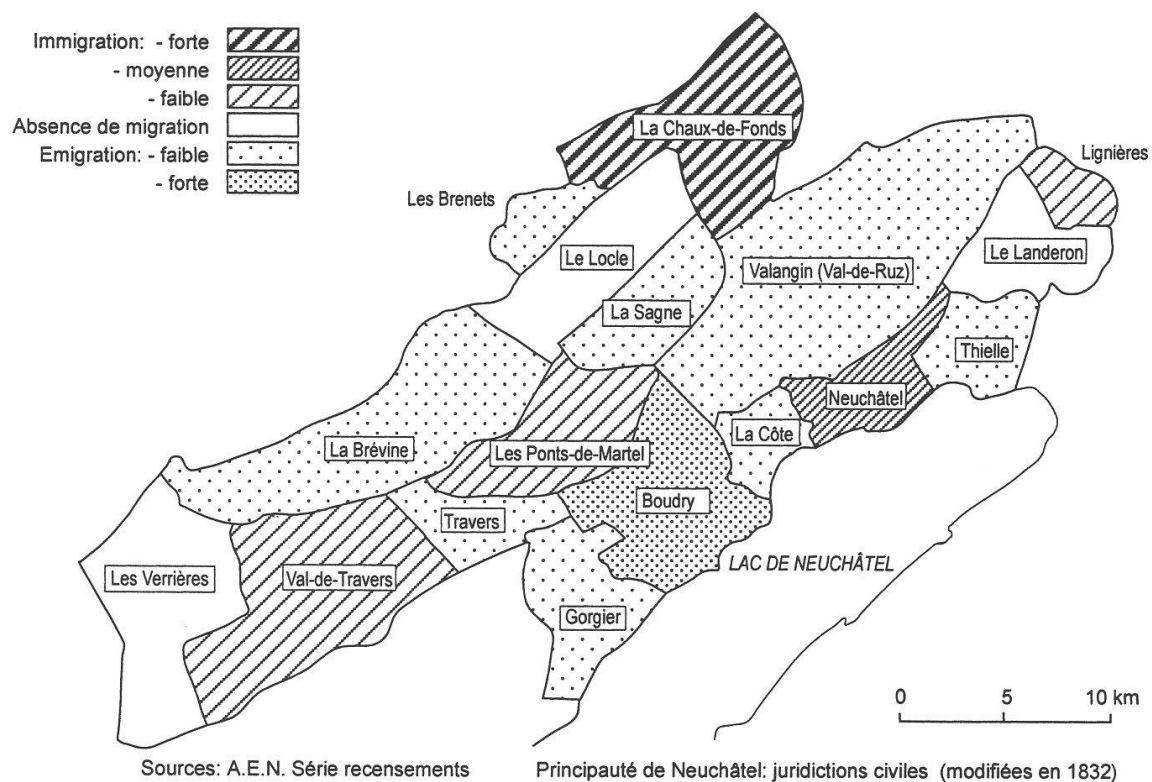 Immigration: - forte
- moyenne
- faible
Absence de migration
Emigration: - faible
- forte
La Chaux-de-Fonds
Lignières
Les Brenets
Le Locle
Valangin (Val-de-Ruz)
Le Landeron
La Sagne
Thielle
Neuchâtel
La Côte
La Brévine
Les Ponts-de-Martel
Boudry
Travers
LAC DE NEUCHÂTEL
Les Verrières
Val-de-Travers
Gorgier
0 5 10 km
Sources: A.E.N. Série recensements
Principauté de Neuchâtel: juridictions civiles (modifiées en 1832)